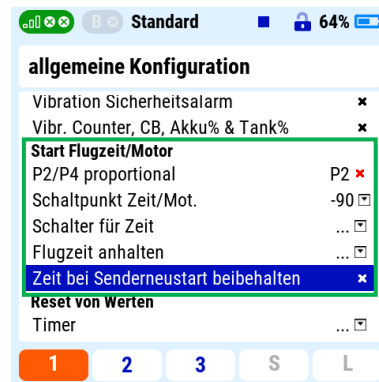 B Standard 64%
allgemeine Konfiguration
Vibration Sicherheitsalarm
Vibr. Counter, CB, Akku% & Tank%
Start Flugzeit/Motor
P2/P4 proportional P2
Schaltpunkt Zeit/Mot. -90
Schalter für Zeit ...
Flugzeit anhalten ...
Zeit bei Senderneustart beibehalten
Reset von Werten
Timer ...
1 2 3 S L